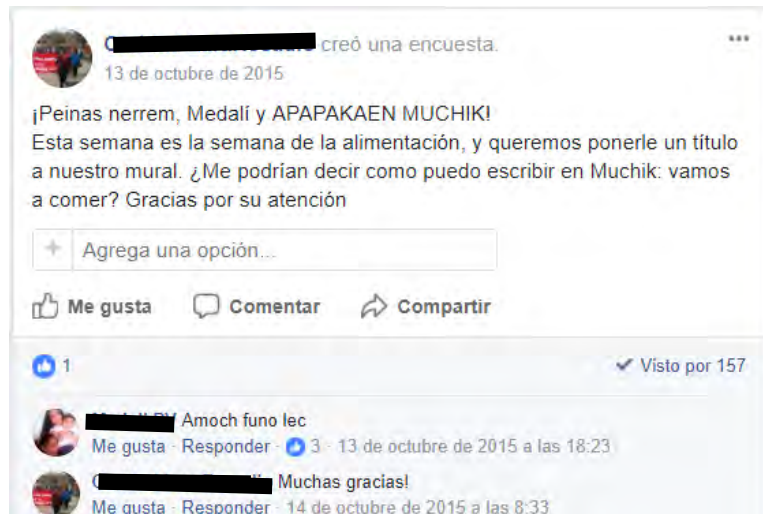 creó una encuesta.
13 de octubre de 2015
¡Peinas nerrem, Medalí y APAPAKAEN MUCHIK!
Esta semana es la semana de la alimentación, y queremos ponerle un título
a nuestro mural. ¿Me podrían decir como puedo escribir en Muchik: vamos
a comer? Gracias por su atención
Agrega una opción...
Me gusta Comentar Compartir
1 Visto por 157
Amoch funo lec
Me gusta · Responder · 3 · 13 de octubre de 2015 a las 18:23
Muchas gracias!
Me gusta · Responder · 14 de octubre de 2015 a las 8:33